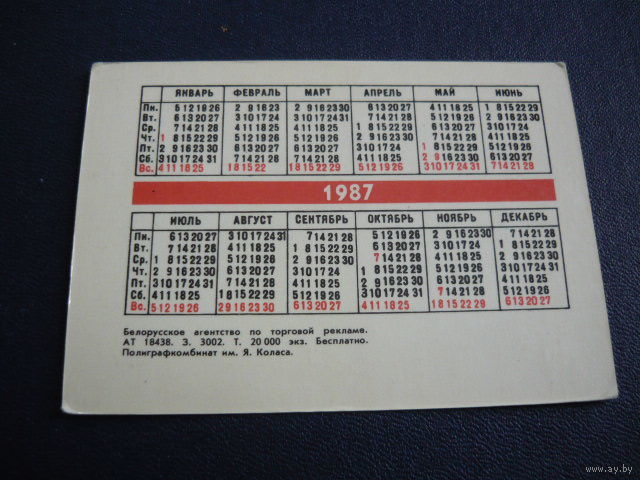 ЯНВАРЬ ФЕВРАЛЬ МАРТ АПРЕЛЬ МАЙ ИЮНЬ
Пн. 5 12 19 26 2 9 16 23 2 9 16 23 30 6 13 20 27 4 11 18 25 1 8 15 22 29
Вт. 6 13 20 27 3 10 17 24 3 10 17 24 31 7 14 21 28 5 12 19 26 2 9 16 23 30
Ср. 7 14 21 28 4 11 18 25 4 11 18 25 1 8 15 22 29 6 13 20 27 3 10 17 24
Чт. 1 8 15 22 29 5 12 19 26 5 12 19 26 2 9 16 23 30 7 14 21 28 4 11 18 25
Пт. 2 9 16 23 30 6 13 20 27 6 13 20 27 3 10 17 24 1 8 15 22 29 5 12 19 26
Сб. 3 10 17 24 31 7 14 21 28 7 14 21 28 4 11 18 25 2 9 16 23 30 6 13 20 27
Вс. 4 11 18 25 1 8 15 22 1 8 15 22 29 5 12 19 26 3 10 17 24 31 7 14 21 28
1987
ИЮЛЬ АВГУСТ СЕНТЯБРЬ ОКТЯБРЬ НОЯБРЬ ДЕКАБРЬ
Пн. 6 13 20 27 3 10 17 24 31 7 14 21 28 5 12 19 26 2 9 16 23 30 7 14 21 28
Вт. 7 14 21 28 4 11 18 25 1 8 15 22 29 6 13 20 27 3 10 17 24 1 8 15 22 29
Ср. 1 8 15 22 29 5 12 19 26 2 9 16 23 30 7 14 21 28 4 11 18 25 2 9 16 23 30
Чт. 2 9 16 23 30 6 13 20 27 3 10 17 24 1 8 15 22 29 5 12 19 26 3 10 17 24 31
Пт. 3 10 17 24 31 7 14 21 28 4 11 18 25 2 9 16 23 30 6 13 20 27 4 11 18 25
Сб. 4 11 18 25 1 8 15 22 29 5 12 19 26 3 10 17 24 31 7 14 21 28 5 12 19 26
Вс. 5 12 19 26 2 9 16 23 30 6 13 20 27 4 11 18 25 1 8 15 22 29 6 13 20 27
Белорусское агентство по торговой рекламе.
АТ 18438. З. 3002. Т. 20 000 экз. Бесплатно.
Полиграфкомбинат им. Я. Коласа.
www.ay.by